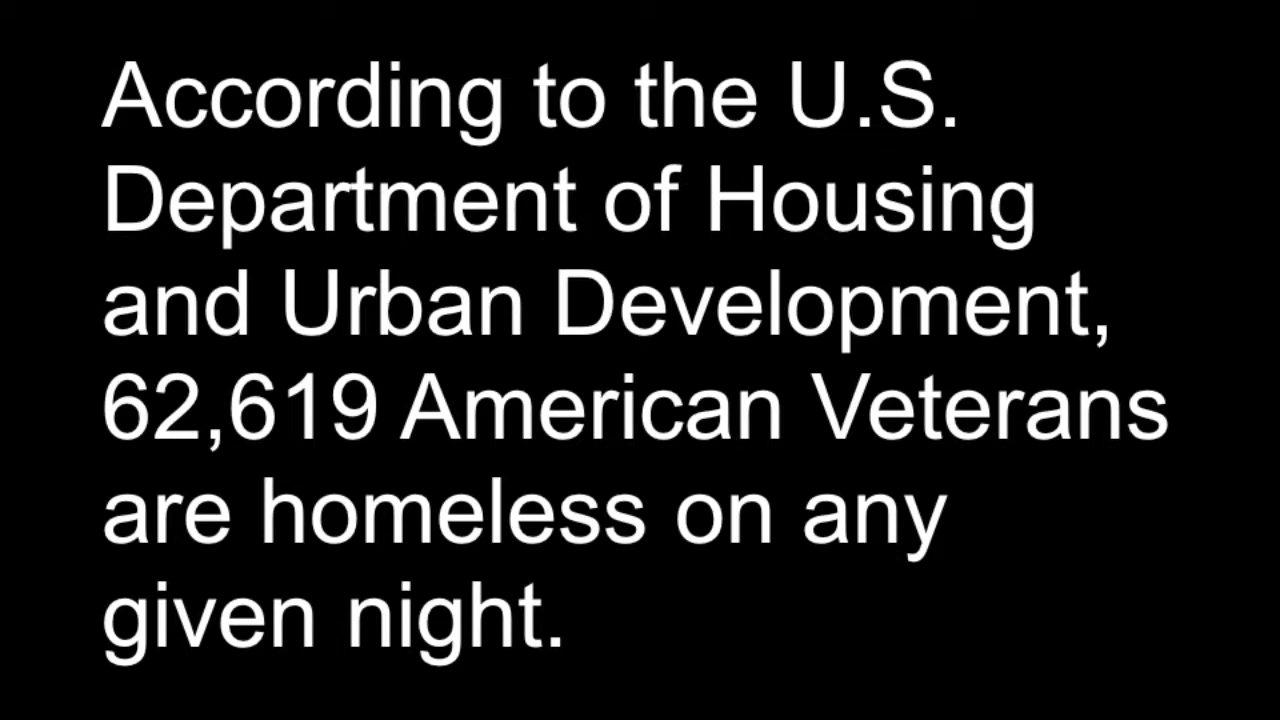 According to the U.S.
Department of Housing
and Urban Development,
62,619 American Veterans
are homeless on any
given night.